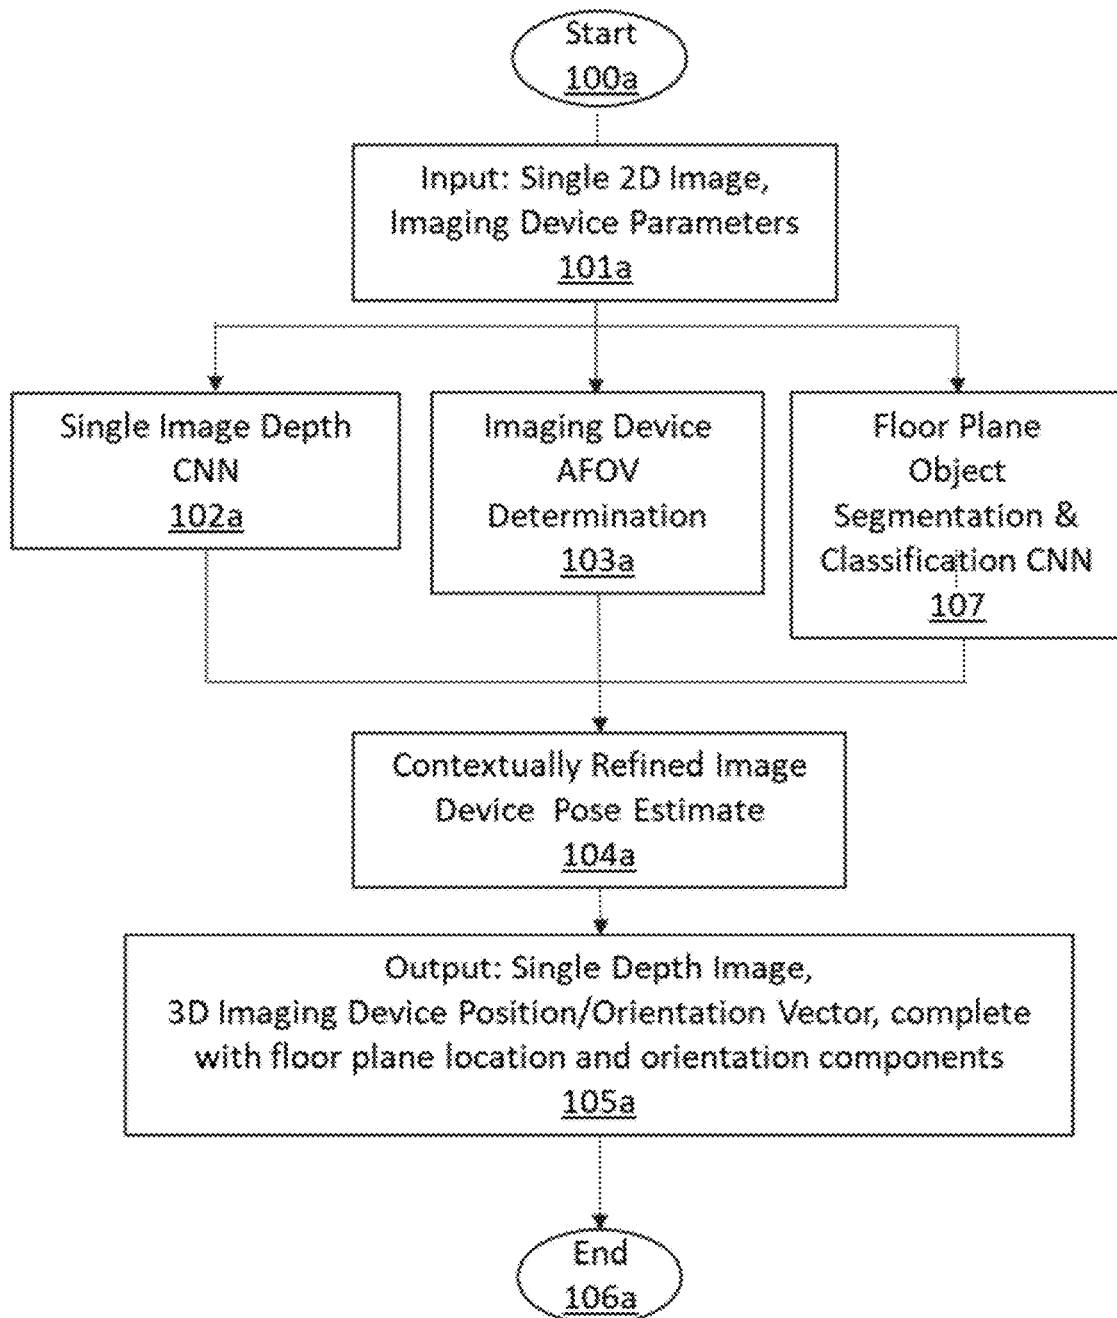 Start
100a
Input: Single 2D Image,
Imaging Device Parameters
101a
Single Image Depth
CNN
102a
Imaging Device
AFOV
Determination
103a
Floor Plane
Object
Segmentation &
Classification CNN
107
Contextually Refined Image
Device Pose Estimate
104a
Output: Single Depth Image,
3D Imaging Device Position/Orientation Vector, complete
with floor plane location and orientation components
105a
End
106a